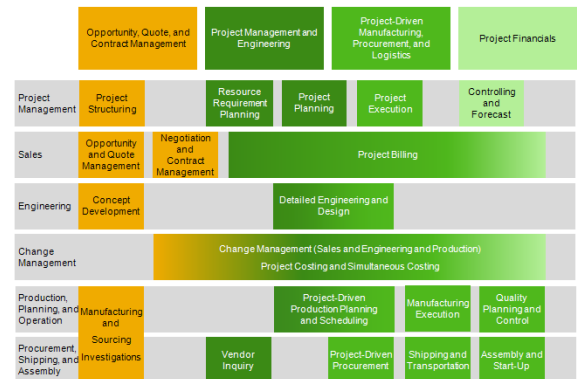 Opportunity, Quote, and
Contract Management
Project Management and
Engineering
Project-Driven
Manufacturing,
Procurement, and
Logistics
Project Financials
Project
Management
Project
Structuring
Resource
Requirement
Planning
Project
Planning
Project
Execution
Controlling
and
Forecast
Sales
Opportunity
and Quote
Management
Negotiation
and
Contract
Management
Project Billing
Engineering
Concept
Development
Detailed Engineering and
Design
Change
Management
Change Management (Sales and Engineering and Production)
Project Costing and Simultaneous Costing
Production,
Planning, and
Operation
Manufacturing
and
Sourcing
Investigations
Project-Driven
Production Planning
and Scheduling
Manufacturing
Execution
Quality
Planning and
Control
Procurement,
Shipping, and
Assembly
Vendor
Inquiry
Project-Driven
Procurement
Shipping and
Transportation
Assembly and
Start-Up